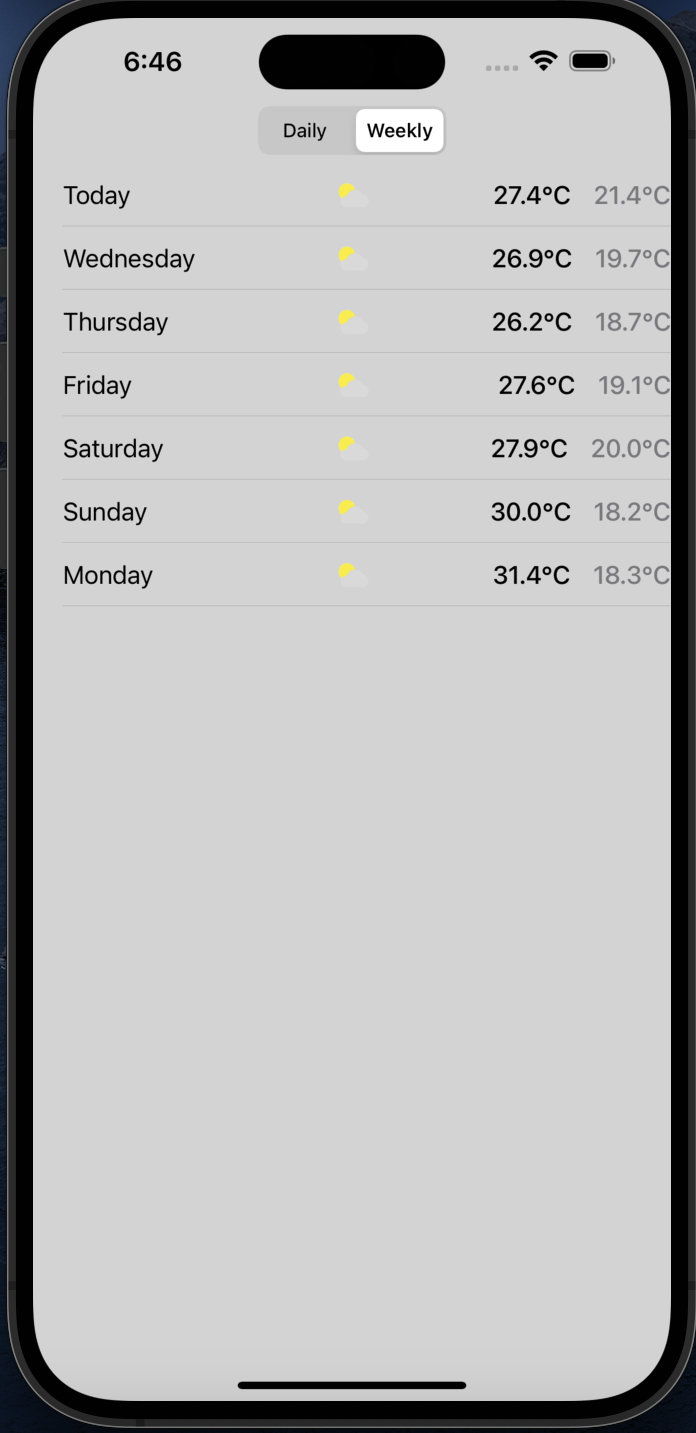 6:46
Daily Weekly
Today 27.4°C 21.4°C
Wednesday 26.9°C 19.7°C
Thursday 26.2°C 18.7°C
Friday 27.6°C 19.1°C
Saturday 27.9°C 20.0°C
Sunday 30.0°C 18.2°C
Monday 31.4°C 18.3°C